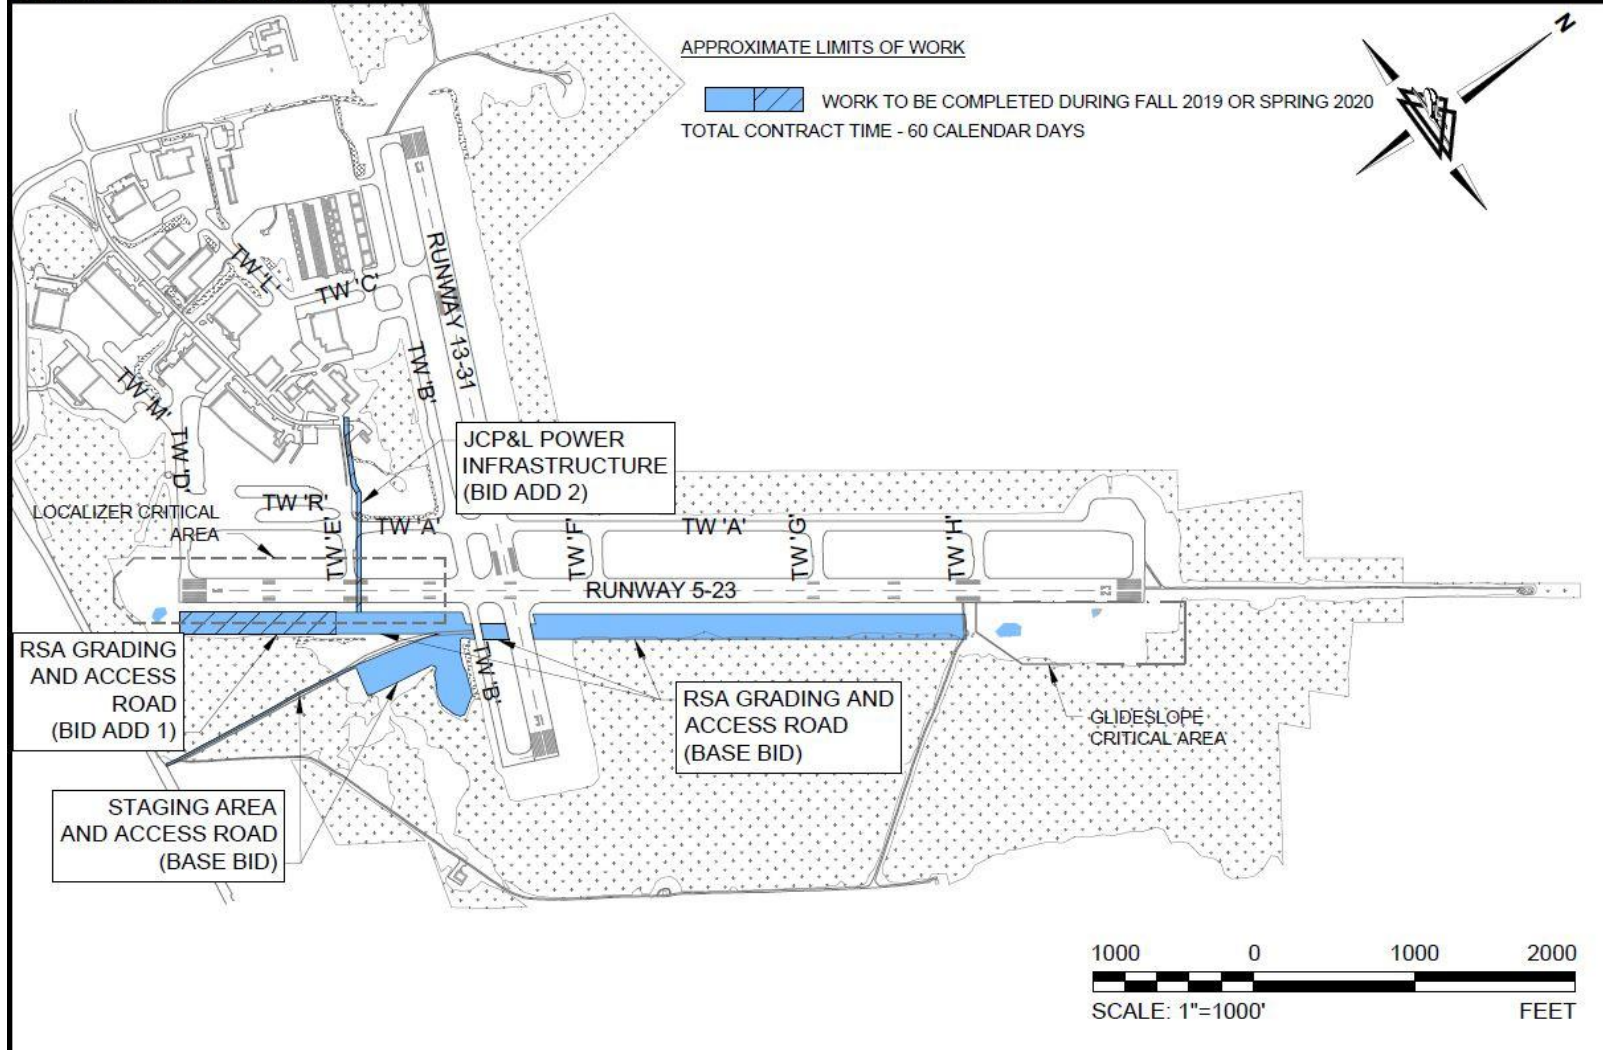 N
APPROXIMATE LIMITS OF WORK
WORK TO BE COMPLETED DURING FALL 2019 OR SPRING 2020
TOTAL CONTRACT TIME - 60 CALENDAR DAYS
13
RUNWAY 13-31
TW 'L'
TW 'C'
TW 'B'
TW 'M'
TW 'D'
JCP&L POWER
INFRASTRUCTURE
(BID ADD 2)
TW 'R'
LOCALIZER CRITICAL
AREA
TW 'E'
TW 'A'
TW 'F'
TW 'A'
TW 'G'
TW 'H'
5
RUNWAY 5-23
23
RSA GRADING
AND ACCESS
ROAD
(BID ADD 1)
TW 'B'
31
RSA GRADING AND
ACCESS ROAD
(BASE BID)
GLIDESLOPE
CRITICAL AREA
STAGING AREA
AND ACCESS ROAD
(BASE BID)
1000 0 1000 2000
SCALE: 1"=1000' FEET